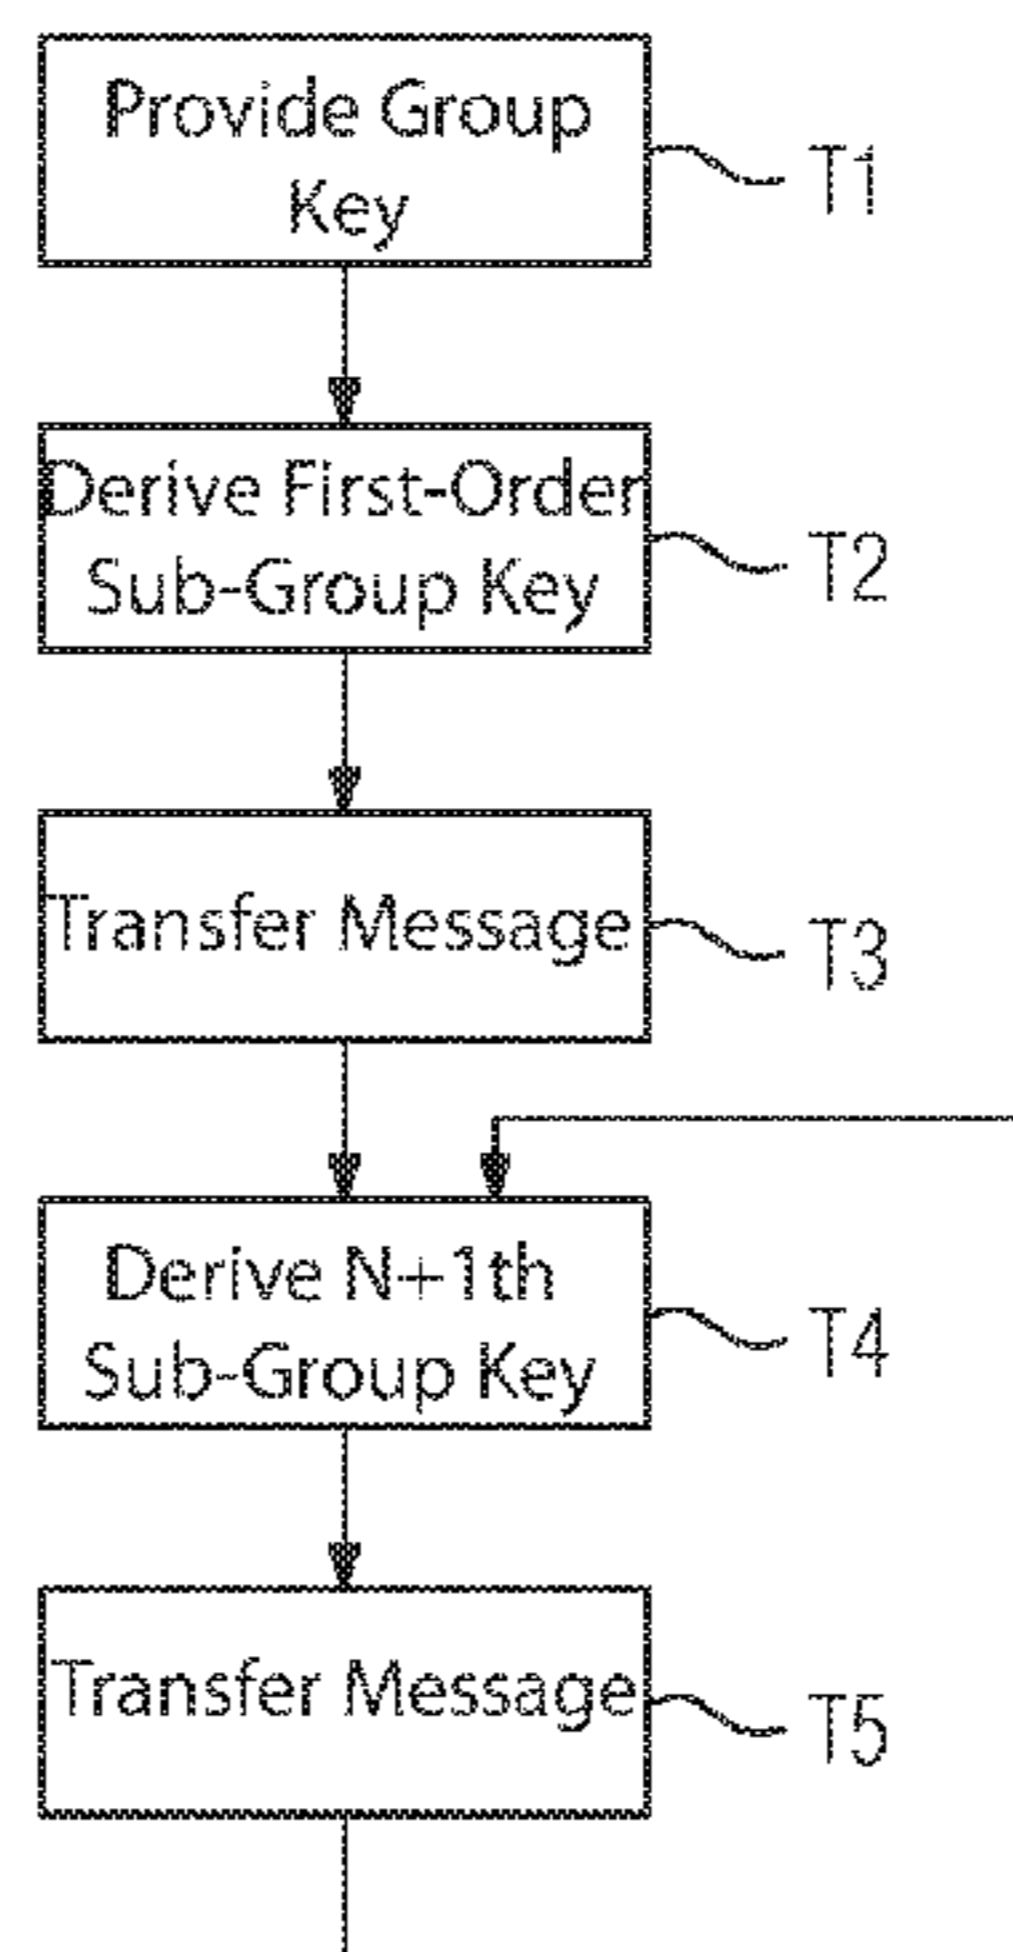 Provide Group
Key
T1
Derive First-Order
Sub-Group Key
T2
Transfer Message
T3
Derive N+1th
Sub-Group Key
T4
Transfer Message
T5